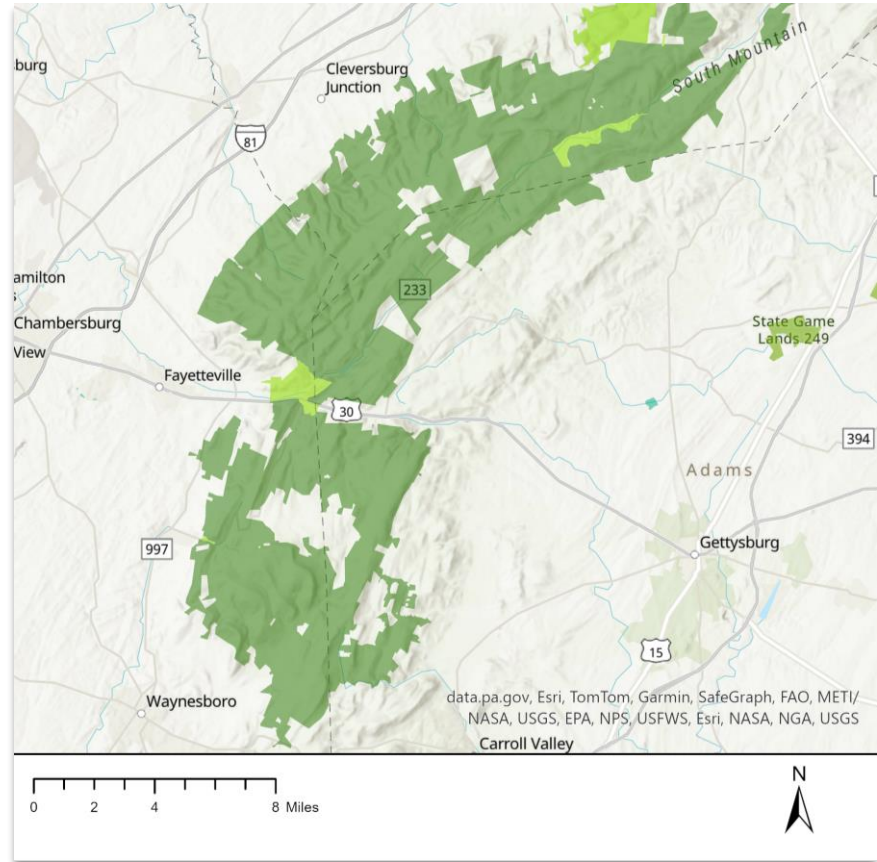 burg
Cleversburg
Junction
South Mountain
81
233
amilton
s
Chambersburg
View
State Game
Lands 249
Fayetteville
30
394
Adams
997
Gettysburg
15
Waynesboro
data.pa.gov, Esri, TomTom, Garmin, SafeGraph, FAO, METI/
NASA, USGS, EPA, NPS, USFWS, Esri, NASA, NGA, USGS
Carroll Valley
0 2 4 8 Miles
N